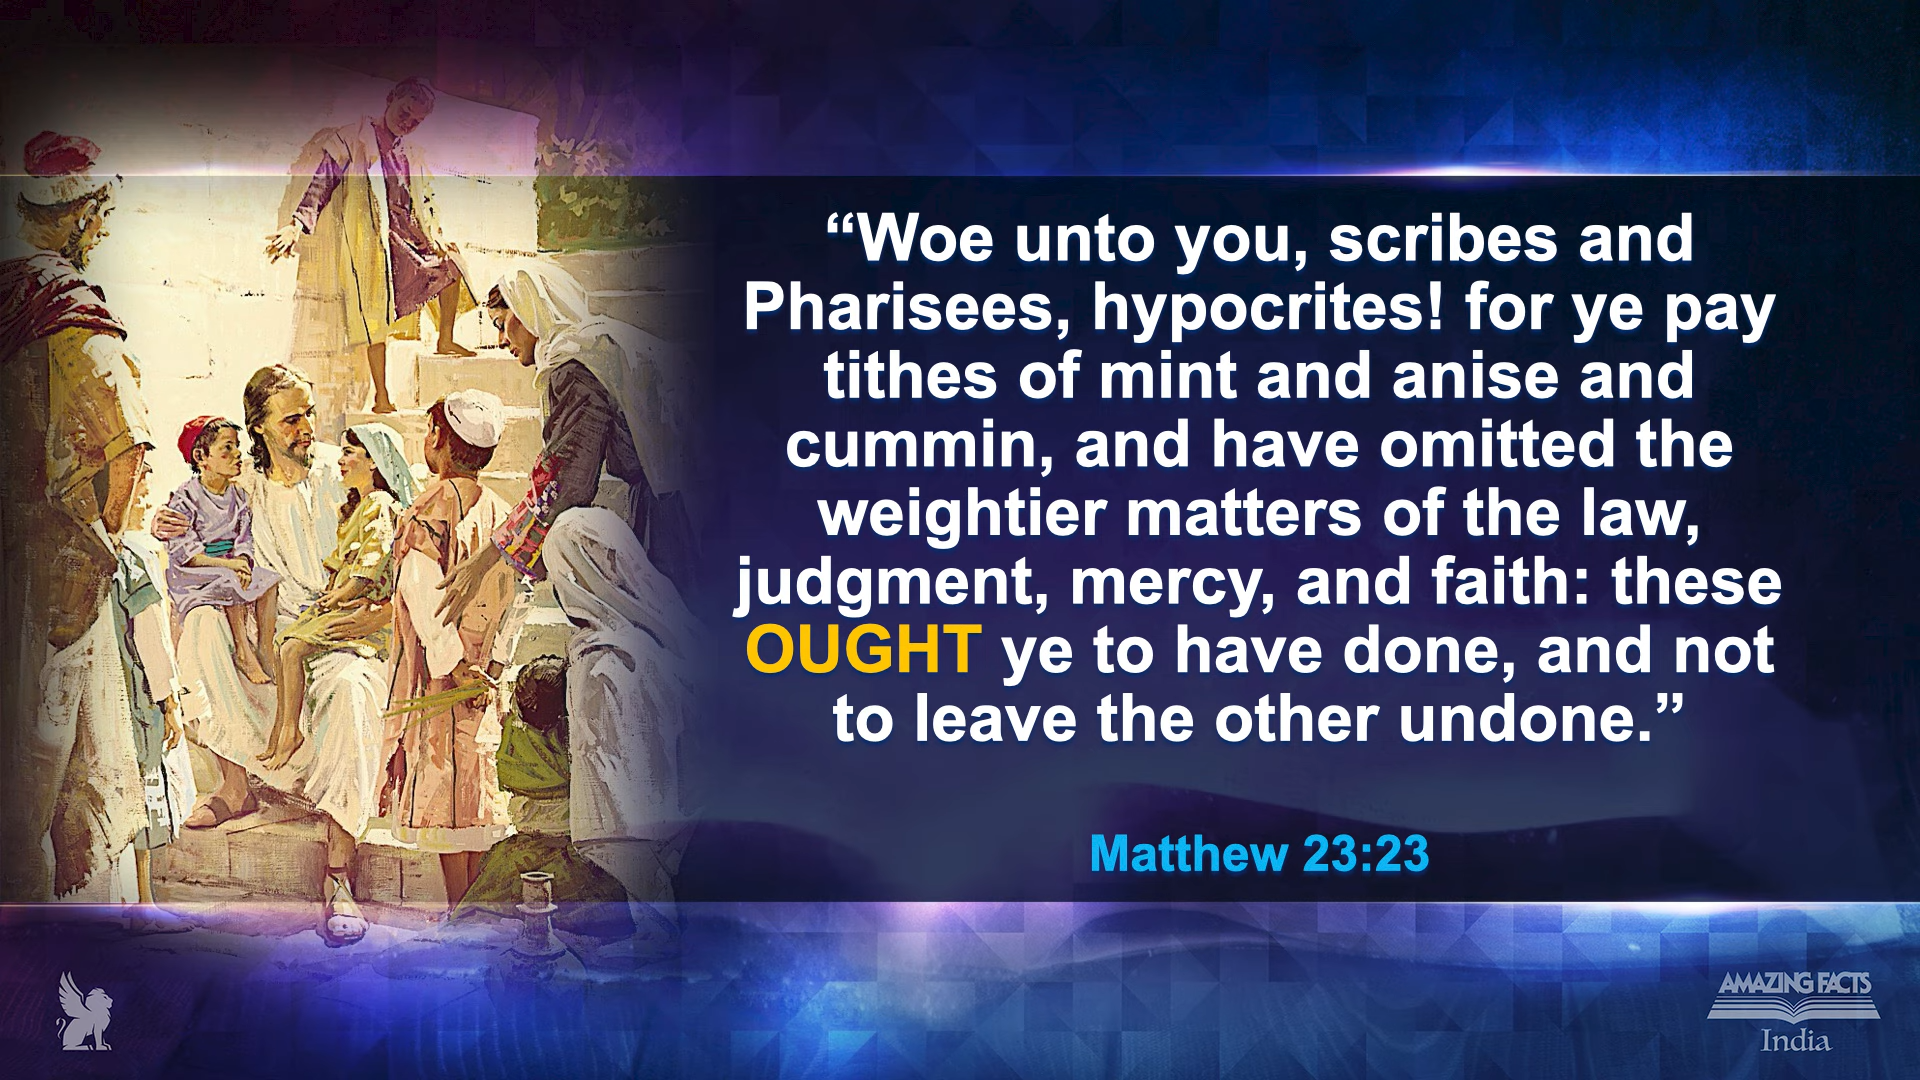 “Woe unto you, scribes and
Pharisees, hypocrites! for ye pay
tithes of mint and anise and
cummin, and have omitted the
weightier matters of the law,
judgment, mercy, and faith: these
OUGHT ye to have done, and not
to leave the other undone.”
Matthew 23:23
AMAZING FACTS
India